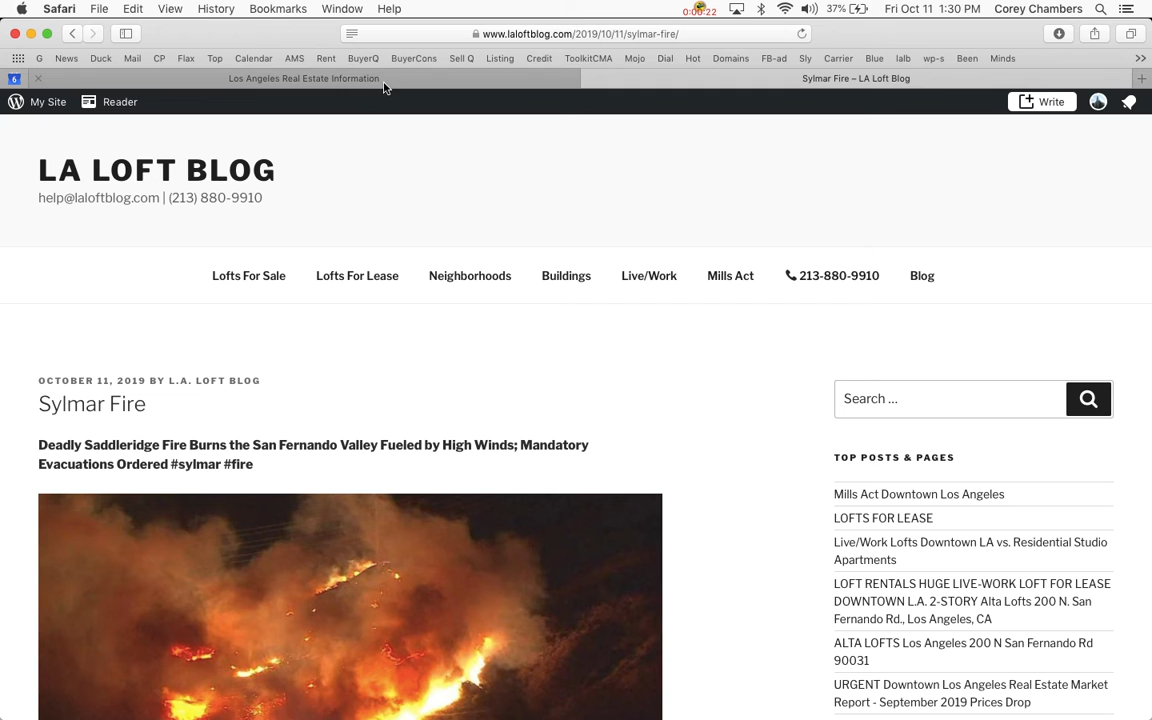 Safari File Edit View History Bookmarks Window Help 0:00:22 37% Fri Oct 11 1:30 PM Corey Chambers
www.laloftblog.com/2019/10/11/sylmar-fire/
G News Duck Mail CP Flax Top Calendar AMS Rent BuyerQ BuyerCons Sell Q Listing Credit ToolkitCMA Mojo Dial Hot Domains FB-ad Sly Carrier Blue lalb wp-s Been Minds >>
6 Los Angeles Real Estate Information Sylmar Fire – LA Loft Blog
My Site Reader Write
LA LOFT BLOG
help@laloftblog.com | (213) 880-9910
Lofts For Sale Lofts For Lease Neighborhoods Buildings Live/Work Mills Act 213-880-9910 Blog
OCTOBER 11, 2019 BY L.A. LOFT BLOG
Sylmar Fire
Deadly Saddleridge Fire Burns the San Fernando Valley Fueled by High Winds; Mandatory
Evacuations Ordered #sylmar #fire
Search …
TOP POSTS & PAGES
Mills Act Downtown Los Angeles
LOFTS FOR LEASE
Live/Work Lofts Downtown LA vs. Residential Studio
Apartments
LOFT RENTALS HUGE LIVE-WORK LOFT FOR LEASE
DOWNTOWN L.A. 2-STORY Alta Lofts 200 N. San
Fernando Rd., Los Angeles, CA
ALTA LOFTS Los Angeles 200 N San Fernando Rd
90031
URGENT Downtown Los Angeles Real Estate Market
Report - September 2019 Prices Drop